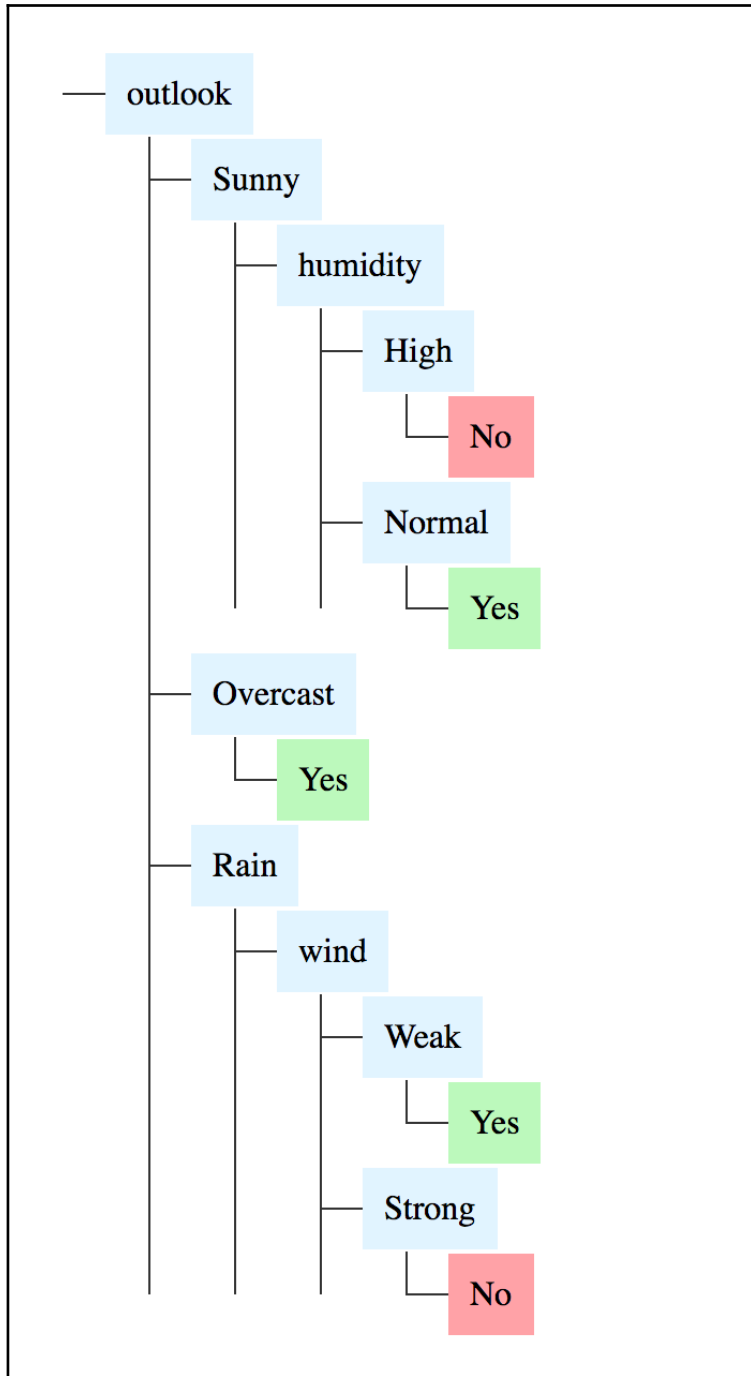 outlook
Sunny
humidity
High
No
Normal
Yes
Overcast
Yes
Rain
wind
Weak
Yes
Strong
No